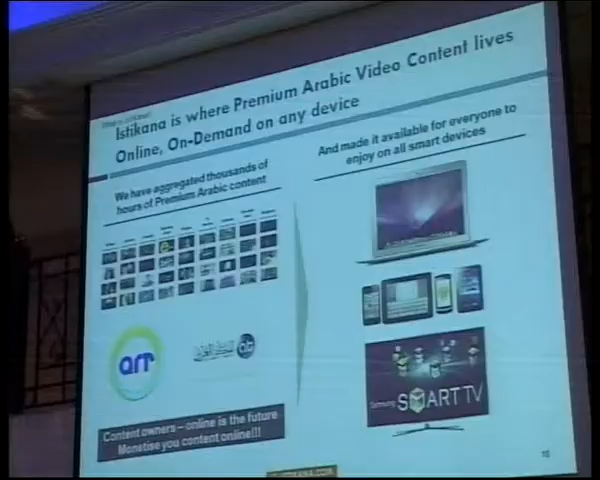 Istikana is where Premium Arabic Video Content lives
Online, On-Demand on any device
We have aggregated thousands of
hours of Premium Arabic content
And made it available for everyone to
enjoy on all smart devices
art
Samsung SMART TV
Content owners – online is the future
Monetise you content online!!!